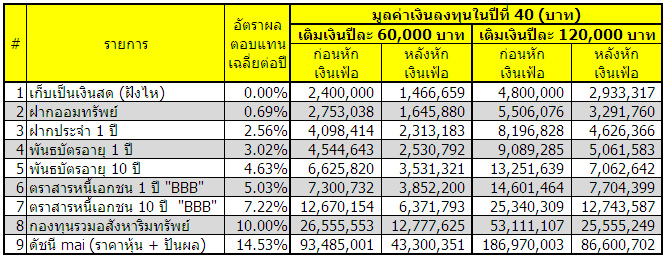 # รายการ อัตราผลตอบแทนเฉลี่ยต่อปี มูลค่าเงินลงทุนในปีที่ 40 (บาท)
เติมเงินปีละ 60,000 บาท เติมเงินปีละ 120,000 บาท
ก่อนหักเงินเฟ้อ หลังหักเงินเฟ้อ ก่อนหักเงินเฟ้อ หลังหักเงินเฟ้อ
1 เก็บเป็นเงินสด (ฝังไห) 0.00% 2,400,000 1,466,659 4,800,000 2,933,317
2 ฝากออมทรัพย์ 0.69% 2,753,038 1,645,880 5,506,076 3,291,760
3 ฝากประจำ 1 ปี 2.56% 4,098,414 2,313,183 8,196,828 4,626,366
4 พันธบัตรอายุ 1 ปี 3.02% 4,544,643 2,530,792 9,089,285 5,061,583
5 พันธบัตรอายุ 10 ปี 4.63% 6,625,820 3,531,321 13,251,639 7,062,642
6 ตราสารหนี้เอกชน 1 ปี "BBB" 5.03% 7,300,732 3,852,200 14,601,464 7,704,399
7 ตราสารหนี้เอกชน 10 ปี "BBB" 7.22% 12,670,154 6,371,793 25,340,309 12,743,587
8 กองทุนรวมอสังหาริมทรัพย์ 10.00% 26,555,553 12,777,625 53,111,107 25,555,249
9 ดัชนี mai (ราคาหุ้น + ปันผล) 14.53% 93,485,001 43,300,351 186,970,003 86,600,702